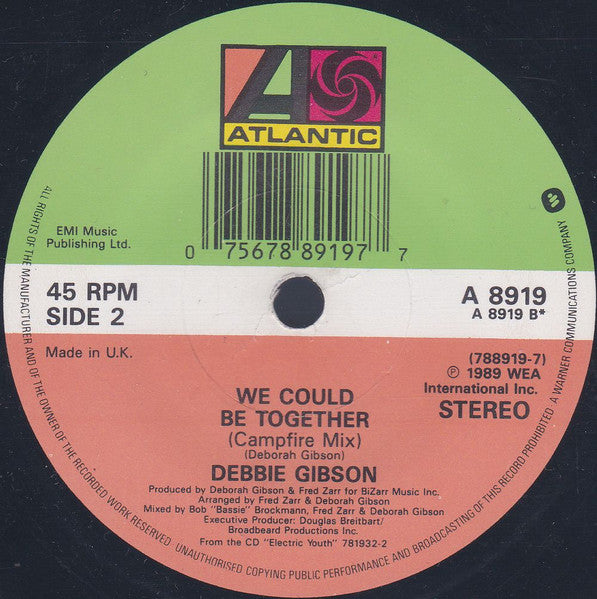 ATLANTIC
0 75678 89197 7
EMI Music
Publishing Ltd.
45 RPM
SIDE 2
A 8919
A 8919 B*
Made in U.K.
(788919-7)
℗ 1989 WEA
International Inc.
STEREO
WE COULD
BE TOGETHER
(Campfire Mix)
(Deborah Gibson)
DEBBIE GIBSON
Produced by Deborah Gibson & Fred Zarr for BiZarr Music Inc.
Arranged by Fred Zarr & Deborah Gibson
Mixed by Bob "Bassie" Brockmann, Fred Zarr & Deborah Gibson
Executive Producer: Douglas Breitbart/
Broadbeard Productions Inc.
From the CD "Electric Youth" 781932-2
ALL RIGHTS OF THE MANUFACTURER AND OF THE OWNER OF THE RECORDED WORK RESERVED UNAUTHORISED COPYING PUBLIC PERFORMANCE AND BROADCASTING OF THIS RECORD PROHIBITED A WARNER COMMUNICATIONS COMPANY